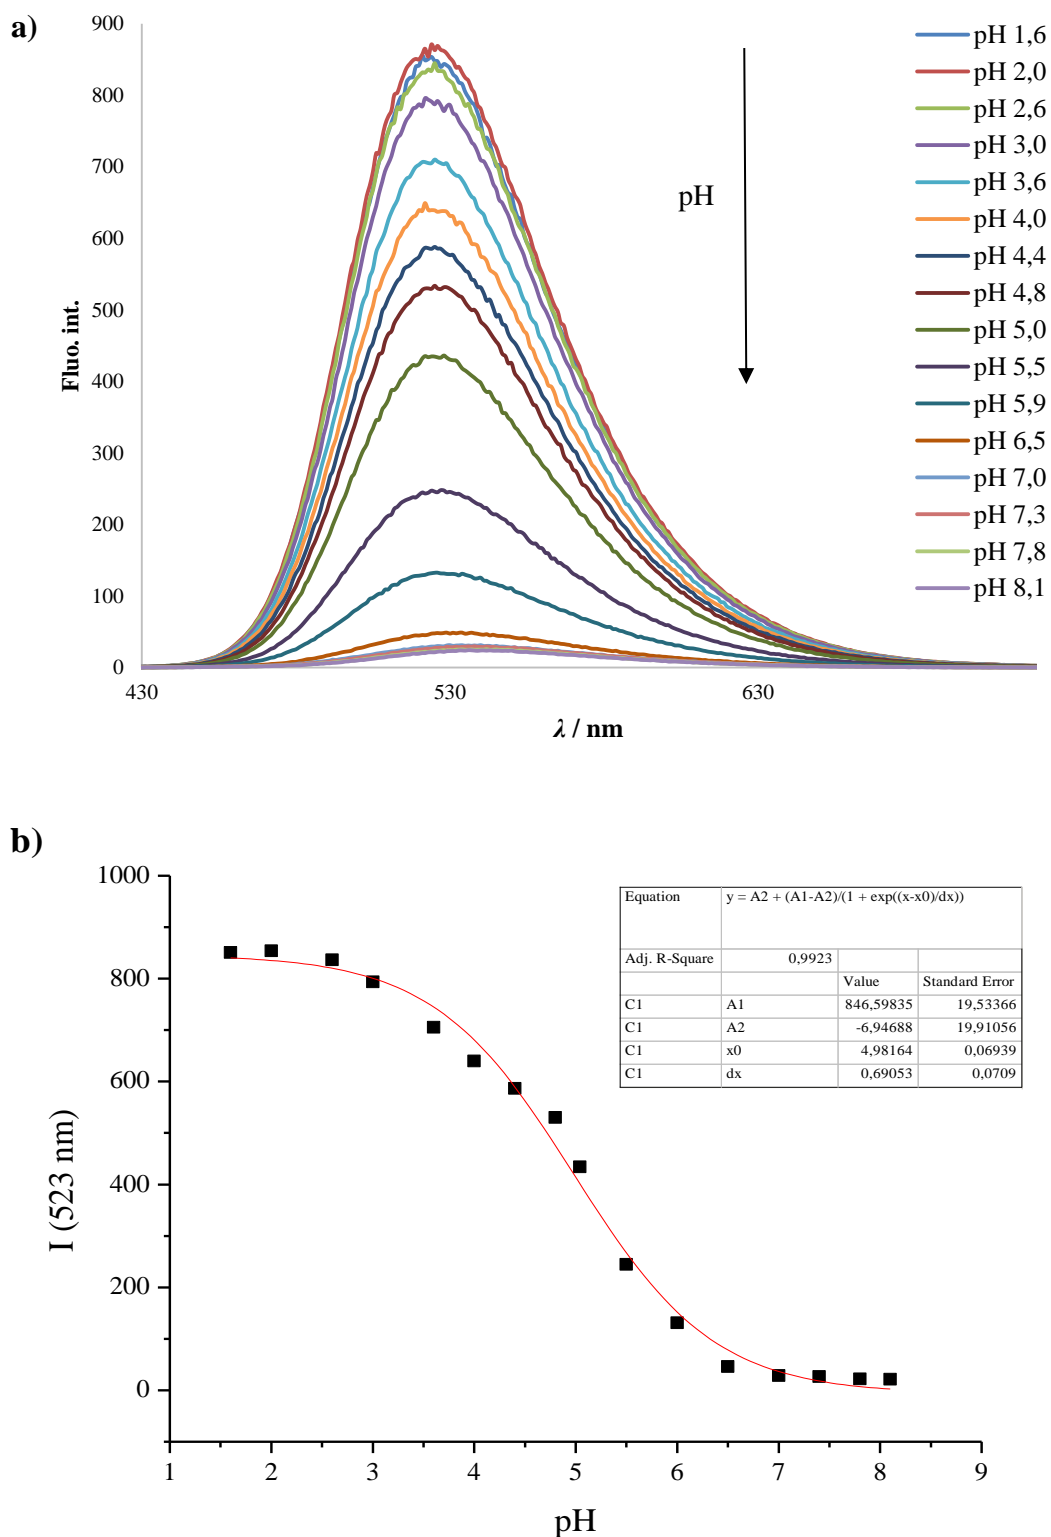 a)
900
800
700
600
500
400
300
200
100
0
Fluo. int.
430
530
630
λ / nm
pH
pH 1,6
pH 2,0
pH 2,6
pH 3,0
pH 3,6
pH 4,0
pH 4,4
pH 4,8
pH 5,0
pH 5,5
pH 5,9
pH 6,5
pH 7,0
pH 7,3
pH 7,8
pH 8,1
b)
1000
800
600
400
200
0
I (523 nm)
1 2 3 4 5 6 7 8 9
pH
Equation y = A2 + (A1-A2)/(1 + exp((x-x0)/dx))
Adj. R-Square 0,9923
Value Standard Error
C1 A1 846,59835 19,53366
C1 A2 -6,94688 19,91056
C1 x0 4,98164 0,06939
C1 dx 0,69053 0,0709